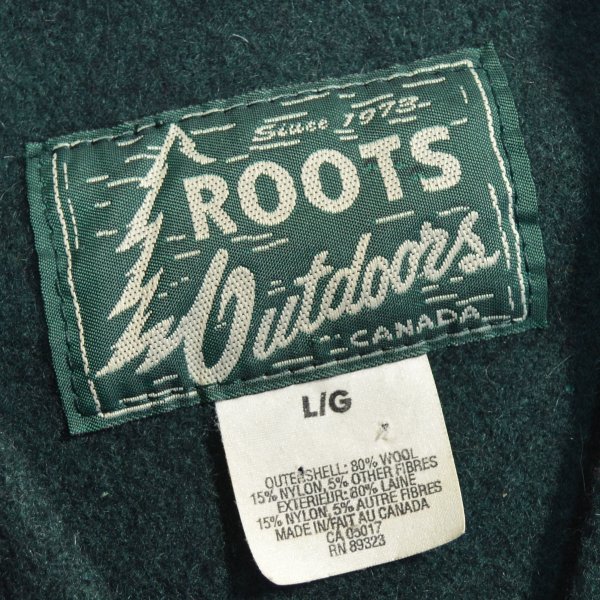 Since 1973
ROOTS
Outdoors
CANADA
L/G
OUTERSHELL: 80% WOOL
15% NYLON, 5% OTHER FIBRES
EXTERIEUR: 80% LAINE
15% NYLON, 5% AUTRE FIBRES
MADE IN/FAIT AU CANADA
CA 05017
RN 89323